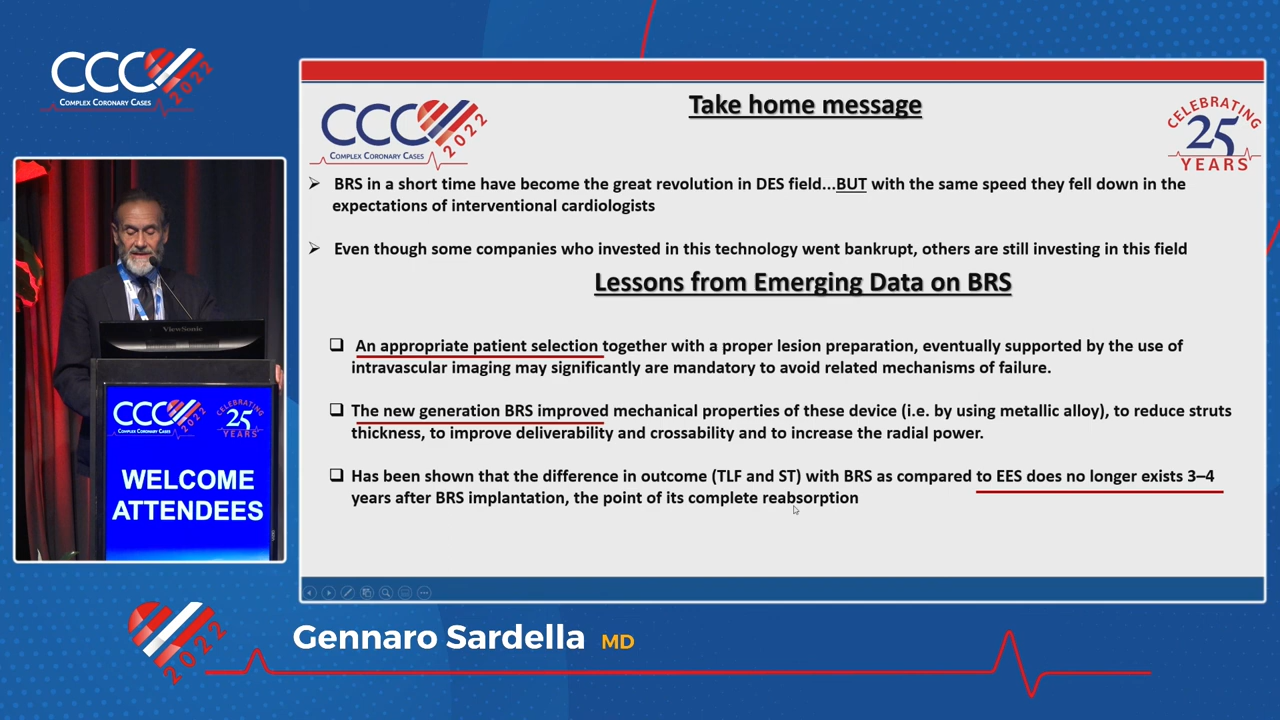 CCC 2022
COMPLEX CORONARY CASES
ViewSonic
CCC 2022
COMPLEX CORONARY CASES
CELEBRATING
25
YEARS
WELCOME
ATTENDEES
CCC 2022
COMPLEX CORONARY CASES
Take home message
CELEBRATING
25
YEARS
➢ BRS in a short time have become the great revolution in DES field...BUT with the same speed they fell down in the
expectations of interventional cardiologists
➢ Even though some companies who invested in this technology went bankrupt, others are still investing in this field
Lessons from Emerging Data on BRS
❑ An appropriate patient selection together with a proper lesion preparation, eventually supported by the use of
intravascular imaging may significantly are mandatory to avoid related mechanisms of failure.
❑ The new generation BRS improved mechanical properties of these device (i.e. by using metallic alloy), to reduce struts
thickness, to improve deliverability and crossability and to increase the radial power.
❑ Has been shown that the difference in outcome (TLF and ST) with BRS as compared to EES does no longer exists 3–4
years after BRS implantation, the point of its complete reabsorption
2022
Gennaro Sardella MD